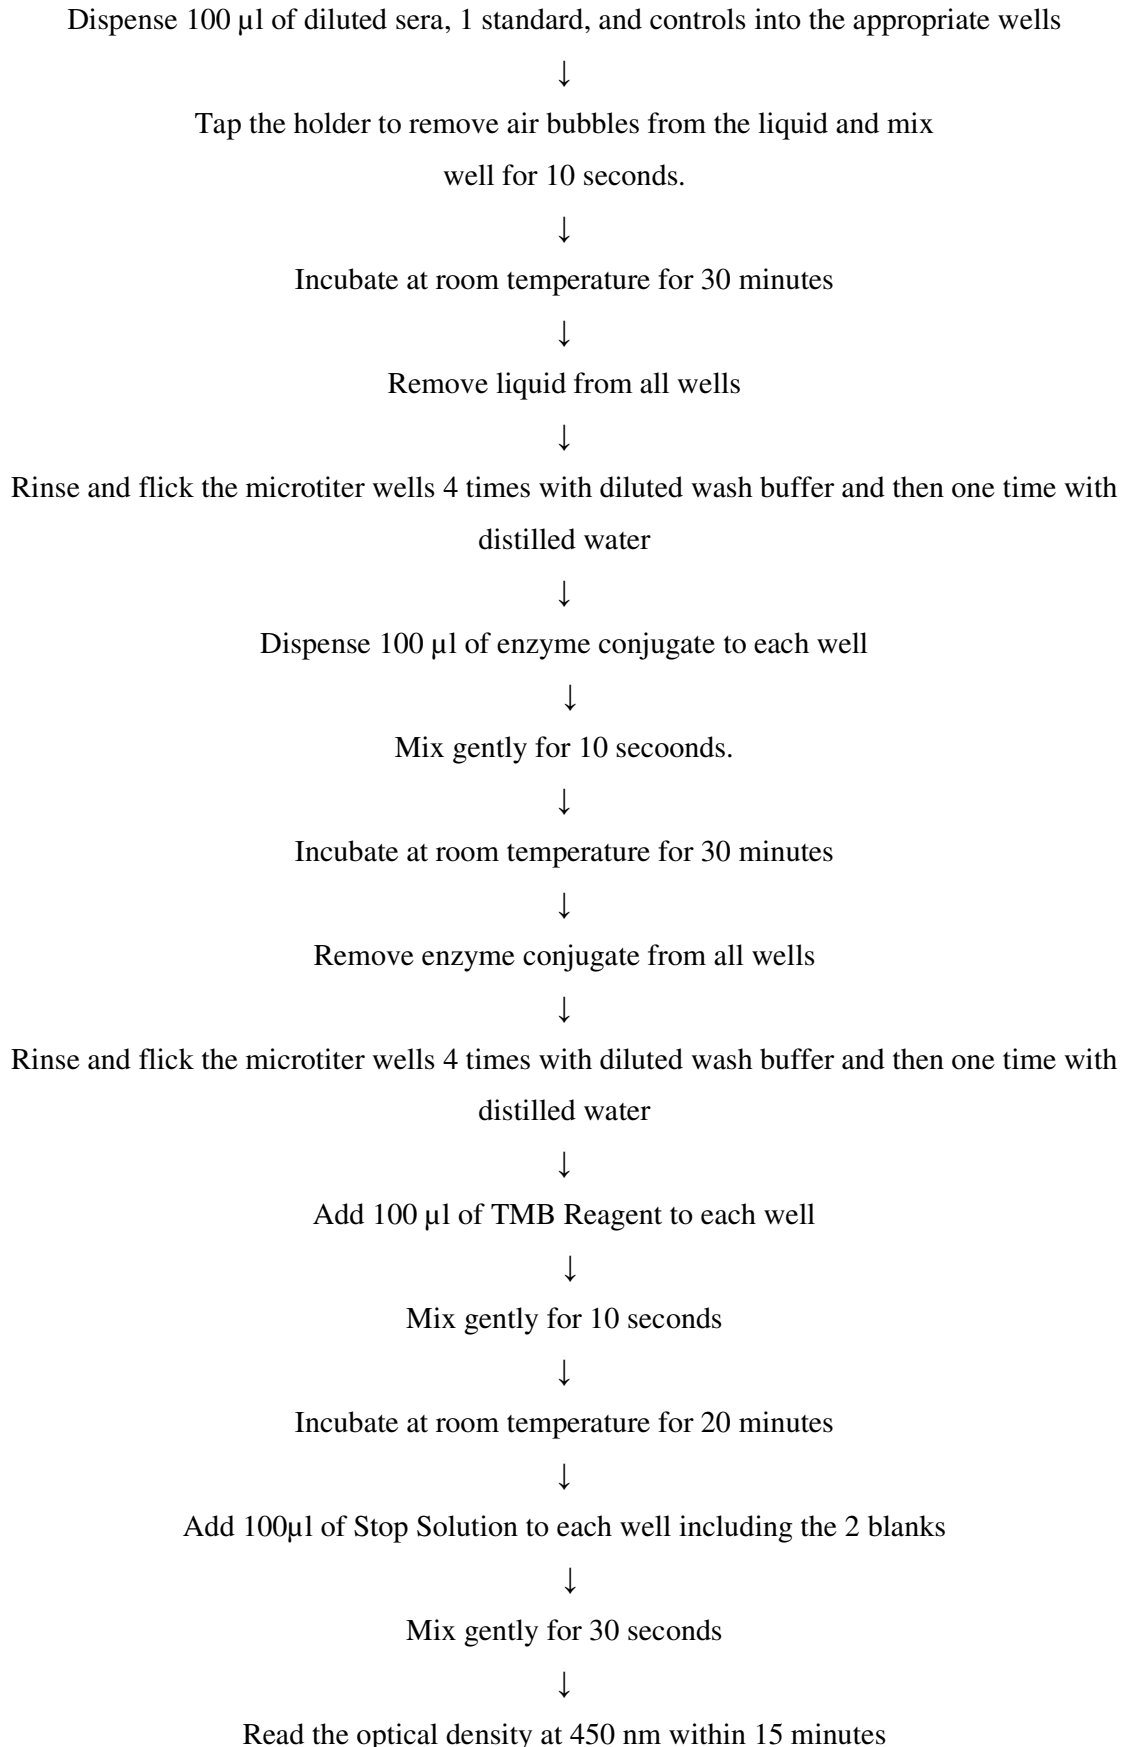 Dispense 100 µl of diluted sera, 1 standard, and controls into the appropriate wells
↓
Tap the holder to remove air bubbles from the liquid and mix
well for 10 seconds.
↓
Incubate at room temperature for 30 minutes
↓
Remove liquid from all wells
↓
Rinse and flick the microtiter wells 4 times with diluted wash buffer and then one time with
distilled water
↓
Dispense 100 µl of enzyme conjugate to each well
↓
Mix gently for 10 secoonds.
↓
Incubate at room temperature for 30 minutes
↓
Remove enzyme conjugate from all wells
↓
Rinse and flick the microtiter wells 4 times with diluted wash buffer and then one time with
distilled water
↓
Add 100 µl of TMB Reagent to each well
↓
Mix gently for 10 seconds
↓
Incubate at room temperature for 20 minutes
↓
Add 100µl of Stop Solution to each well including the 2 blanks
↓
Mix gently for 30 seconds
↓
Read the optical density at 450 nm within 15 minutes